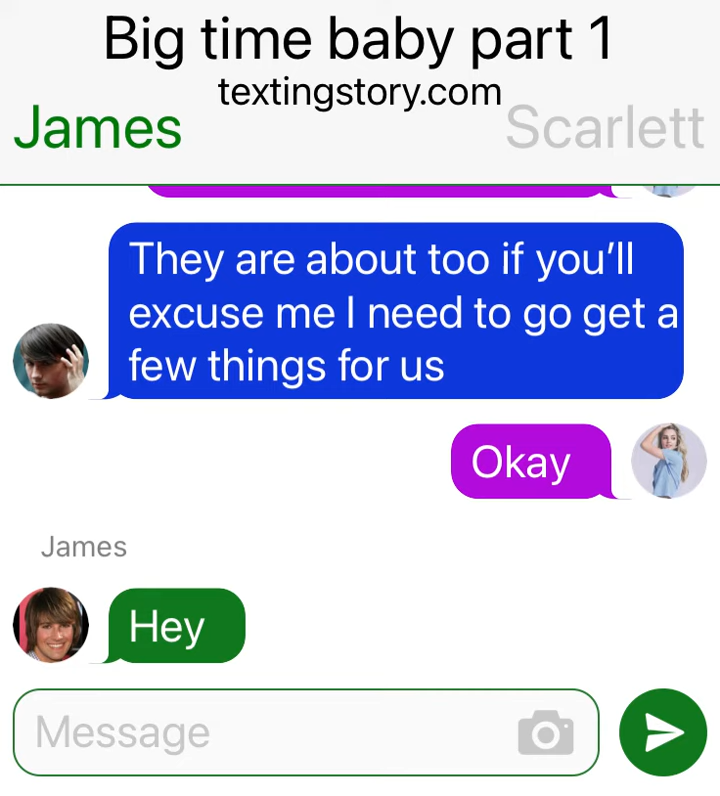 Big time baby part 1
textingstory.com
James
Scarlett
They are about too if you'll
excuse me I need to go get a
few things for us
Okay
James
Hey
Message